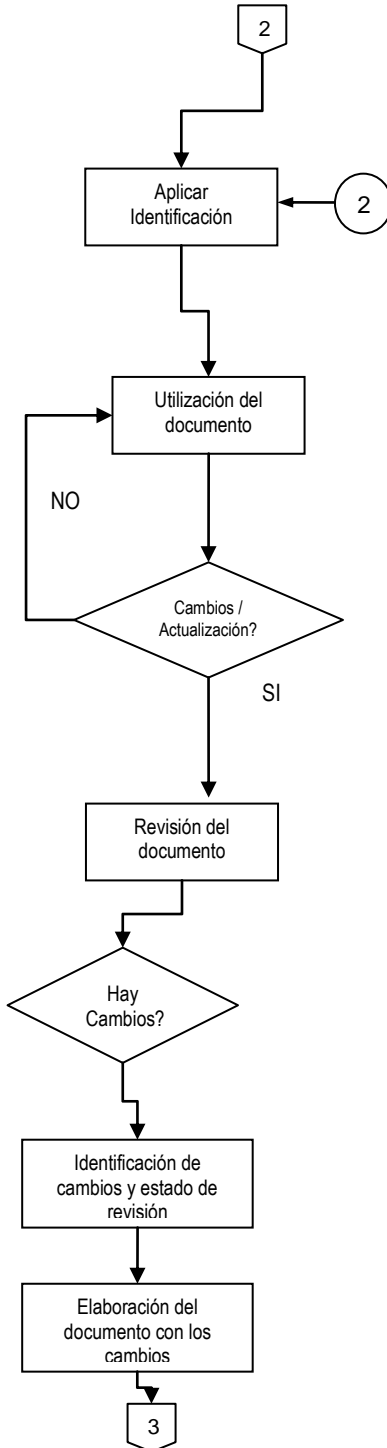 2
Aplicar
Identificación
2
Utilización del
documento
NO
Cambios /
Actualización?
SI
Revisión del
documento
Hay
Cambios?
Identificación de
cambios y estado de
revisión
Elaboración del
documento con los
cambios
3